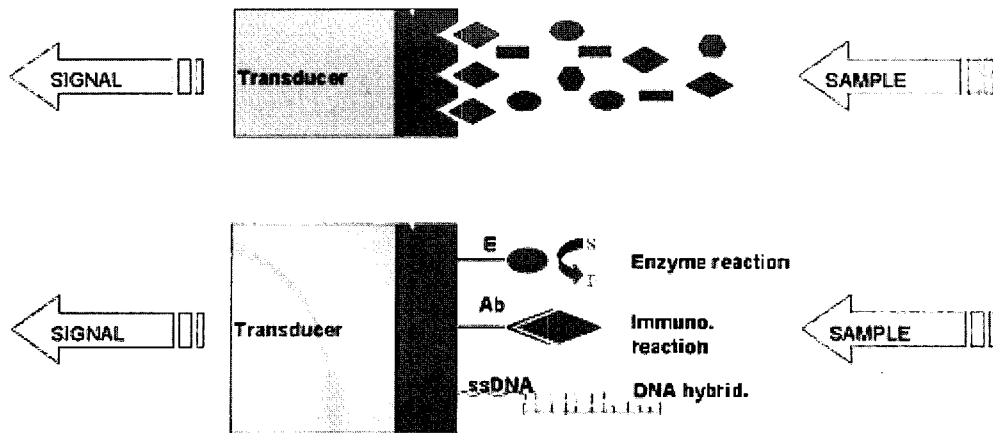 SIGNAL
Transducer
SAMPLE
E
S
Enzyme reaction
Ab
SIGNAL
Transducer
Immuno.
reaction
SAMPLE
ssDNA
DNA hybrid.